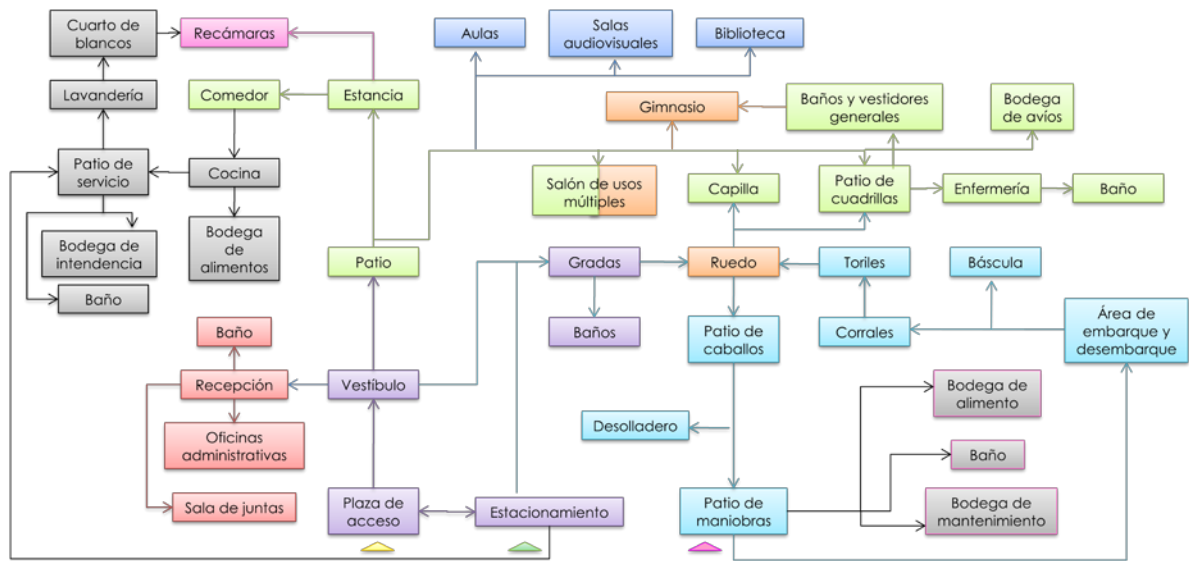 Cuarto de
blancos
Recámaras
Aulas
Salas
audiovisuales
Biblioteca
Lavandería
Comedor
Estancia
Gimnasio
Baños y vestidores
generales
Bodega
de avíos
Patio de
servicio
Cocina
Salón de usos
múltiples
Capilla
Patio de
cuadrillas
Enfermería
Baño
Bodega de
intendencia
Bodega
de
alimentos
Patio
Gradas
Ruedo
Toriles
Báscula
Baño
Baño
Baños
Patio de
caballos
Corrales
Área de
embarque y
desembarque
Recepción
Vestíbulo
Bodega de
alimento
Oficinas
administrativas
Desolladero
Baño
Sala de juntas
Plaza de
acceso
Estacionamiento
Patio de
maniobras
Bodega de
mantenimiento